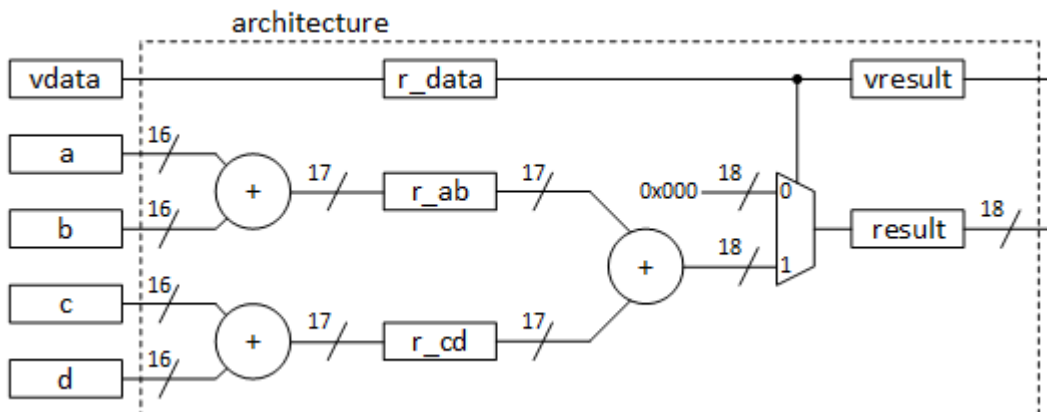 architecture
vdata
r_data
vresult
a
16
+
17
r_ab
17
0x000
18
0
b
16
+
18
1
result
18
c
16
+
17
r_cd
17
d
16